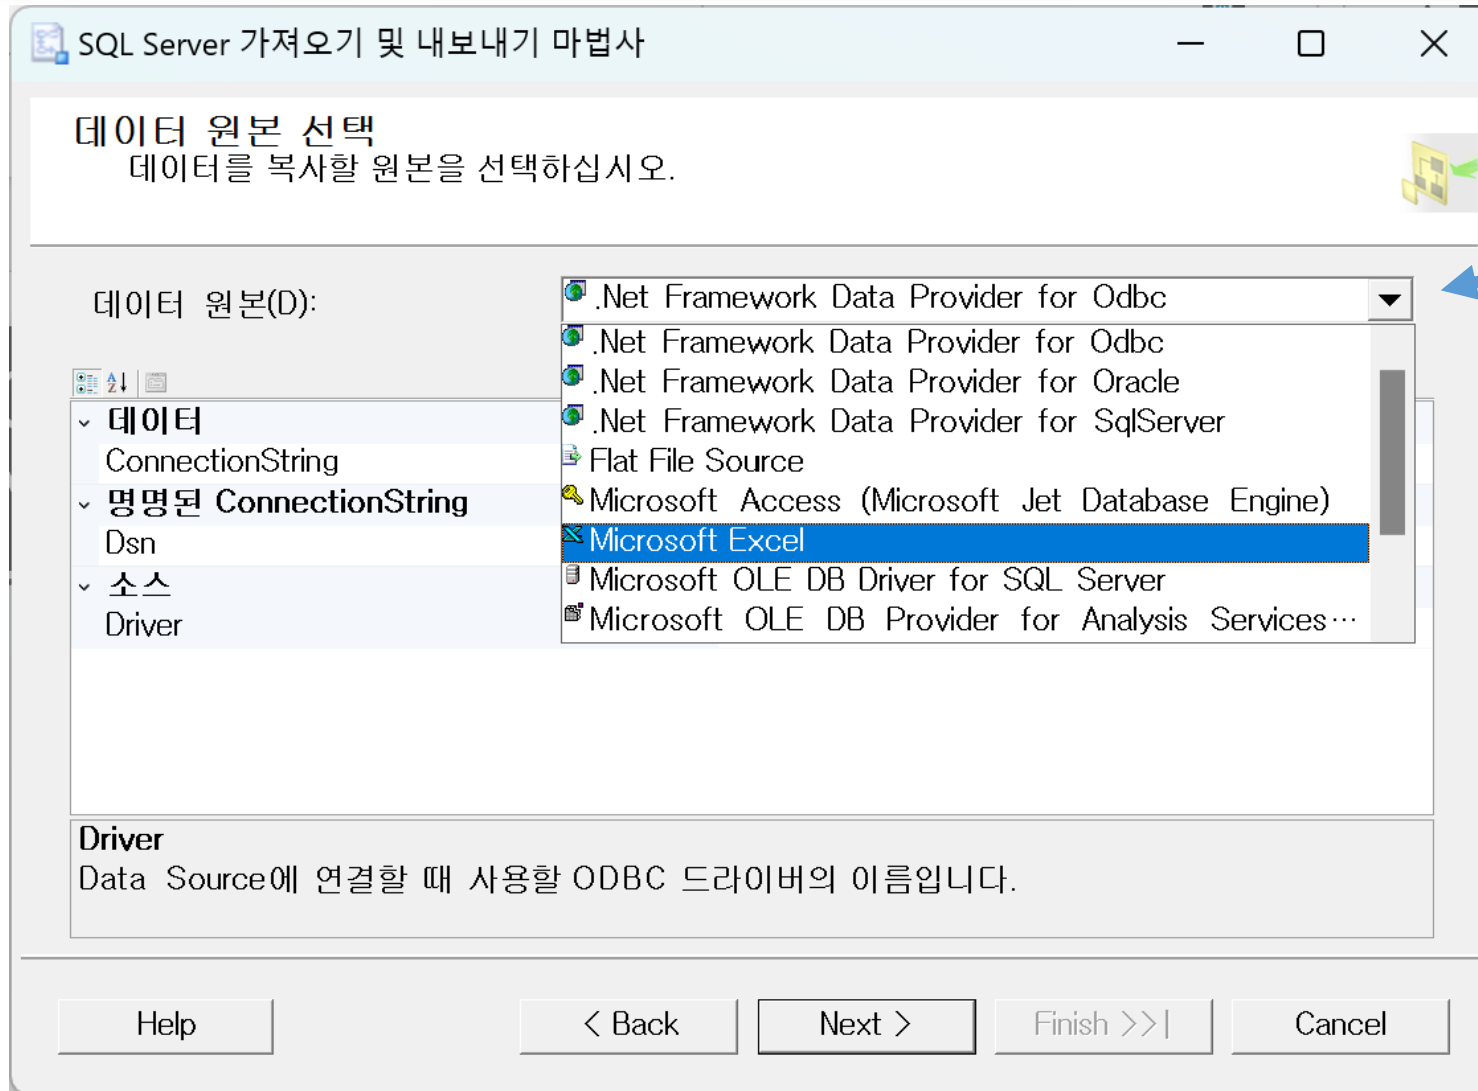 SQL Server 가져오기 및 내보내기 마법사
데이터 원본 선택
데이터를 복사할 원본을 선택하십시오.
데이터 원본(D):
.Net Framework Data Provider for Odbc
.Net Framework Data Provider for Odbc
.Net Framework Data Provider for Oracle
.Net Framework Data Provider for SqlServer
Flat File Source
Microsoft Access (Microsoft Jet Database Engine)
Microsoft Excel
Microsoft OLE DB Driver for SQL Server
Microsoft OLE DB Provider for Analysis Services…
데이터
ConnectionString
명명된 ConnectionString
Dsn
소스
Driver
Driver
Data Source에 연결할 때 사용할 ODBC 드라이버의 이름입니다.
Help
< Back
Next >
Finish >>|
Cancel